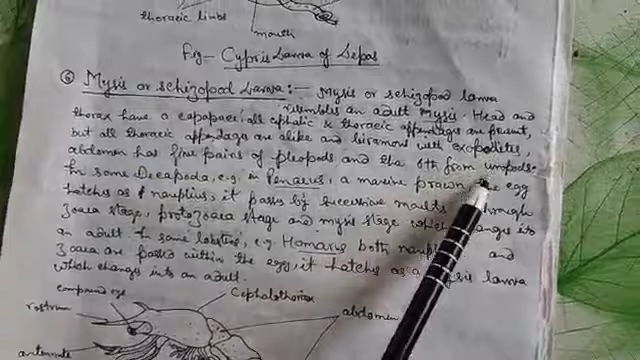 thoracic limbs
mouth
Fig - Cypris Larva of Lepas
⑥ Mysis or schizopod Larva :— Mysis or schizopod larva
resembles an adult Mysis. Head and
thorax have a capapace; all cephalic & thoracic appendages are present,
but all thoracic appendages are alike and biramous with exopolites,
abdomen has five pairs of pleopods and the 6th from uropods.
In some Decapoda, e.g. in Penaeus, a marine prawn the egg
hatches as nauplius; it passes by successive moults through
Zoaea stage, protozoaea stage and mysis stage which changes into
an adult. In some lobsters, e.g. Homarus both and
Zoaea are passed within the egg, it hatches as a larva
which changes into an adult.
compound eye
Cephalothorax
rostrum
abdomen
antennule